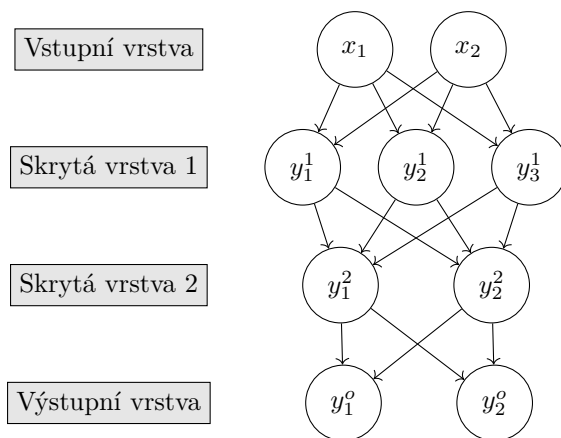 Vstupní vrstva x₁ x₂
Skrytá vrstva 1 y₁¹ y₂¹ y₃¹
Skrytá vrstva 2 y₁² y₂²
Výstupní vrstva y₁ᵒ y₂ᵒ